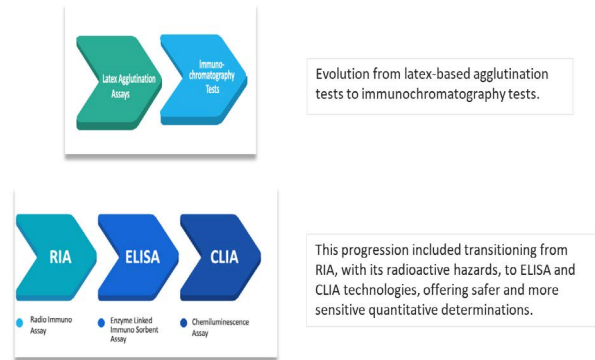 Latex Agglutination
Assays
Immuno-
chromatography
Tests
Evolution from latex-based agglutination
tests to immunochromatography tests.
RIA
ELISA
CLIA
Radio Immuno
Assay
Enzyme Linked
Immuno Sorbent
Assay
Chemiluminescence
Assay
This progression included transitioning from
RIA, with its radioactive hazards, to ELISA and
CLIA technologies, offering safer and more
sensitive quantitative determinations.